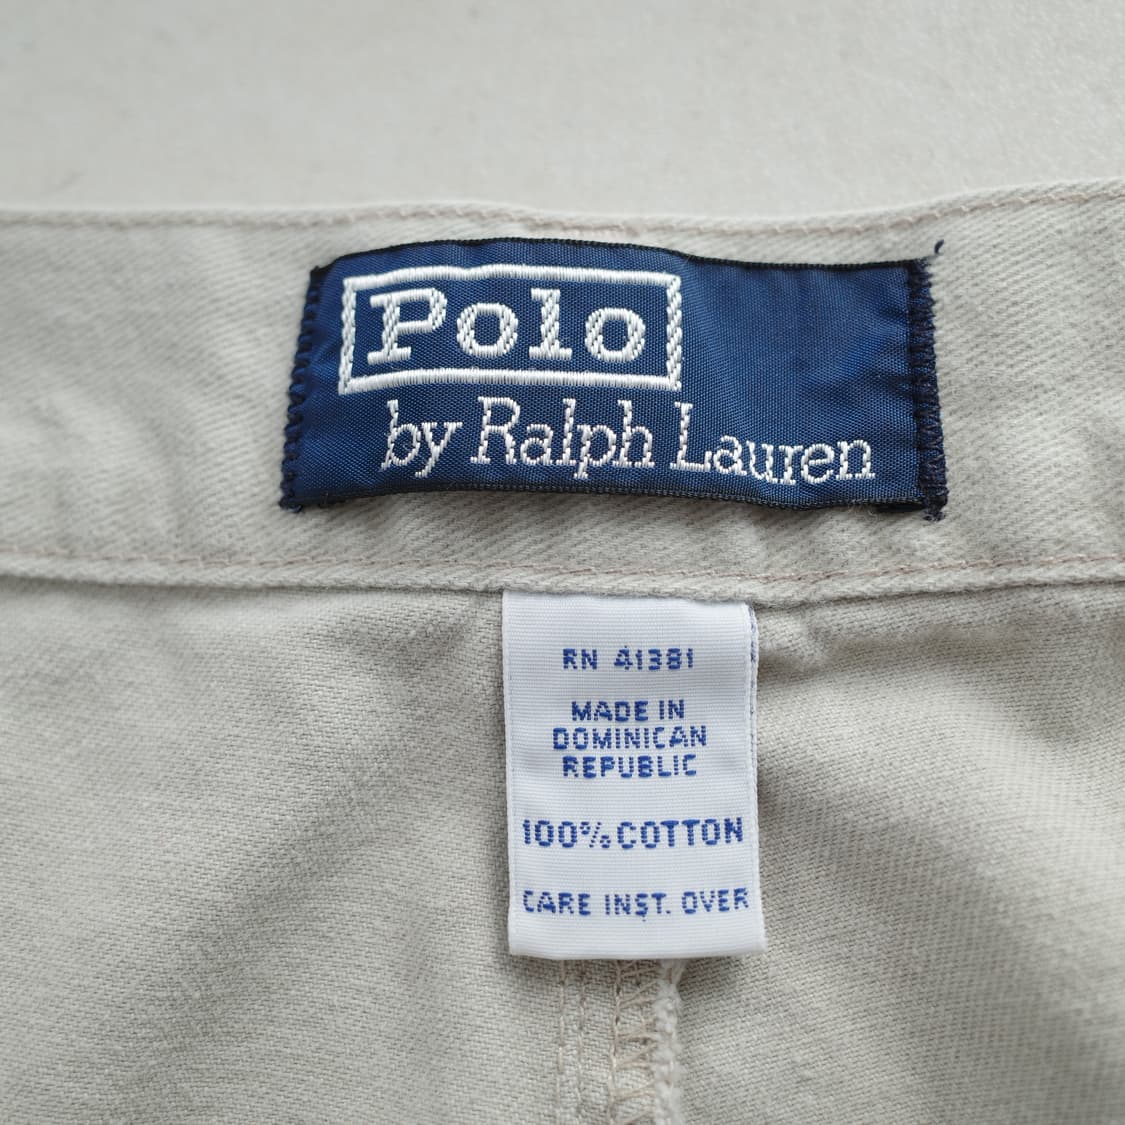 Polo
by Ralph Lauren
RN 41381
MADE IN
DOMINICAN
REPUBLIC
100% COTTON
CARE INST. OVER